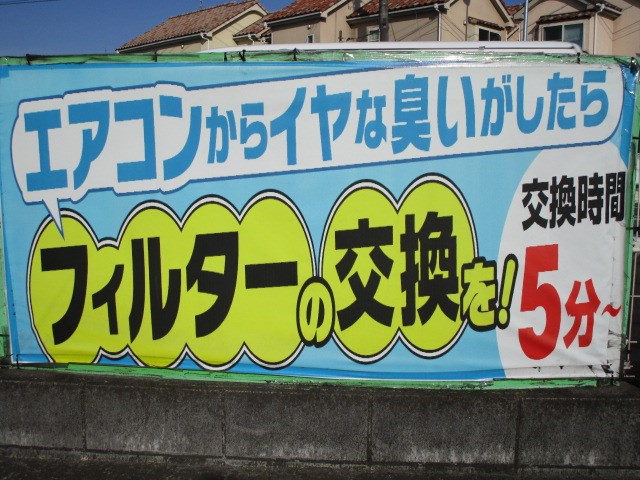 エアコンからイヤな臭いがしたら
フィルターの交換を!
交換時間
5分~